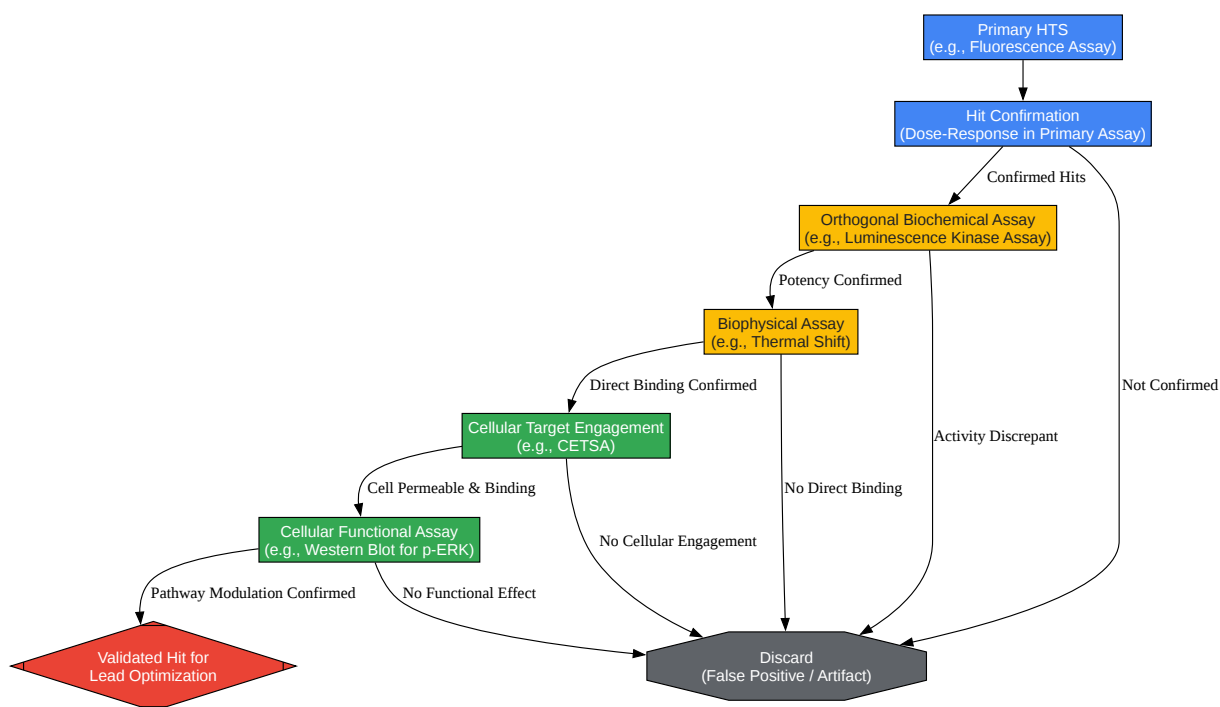 Primary HTS
(e.g., Fluorescence Assay)
Hit Confirmation
(Dose-Response in Primary Assay)
Confirmed Hits
Orthogonal Biochemical Assay
(e.g., Luminescence Kinase Assay)
Potency Confirmed
Biophysical Assay
(e.g., Thermal Shift)
Direct Binding Confirmed
Not Confirmed
Cellular Target Engagement
(e.g., CETSA)
Activity Discrepant
Cell Permeable & Binding
No Direct Binding
Cellular Functional Assay
(e.g., Western Blot for p-ERK)
No Cellular Engagement
Pathway Modulation Confirmed
No Functional Effect
Validated Hit for
Lead Optimization
Discard
(False Positive / Artifact)